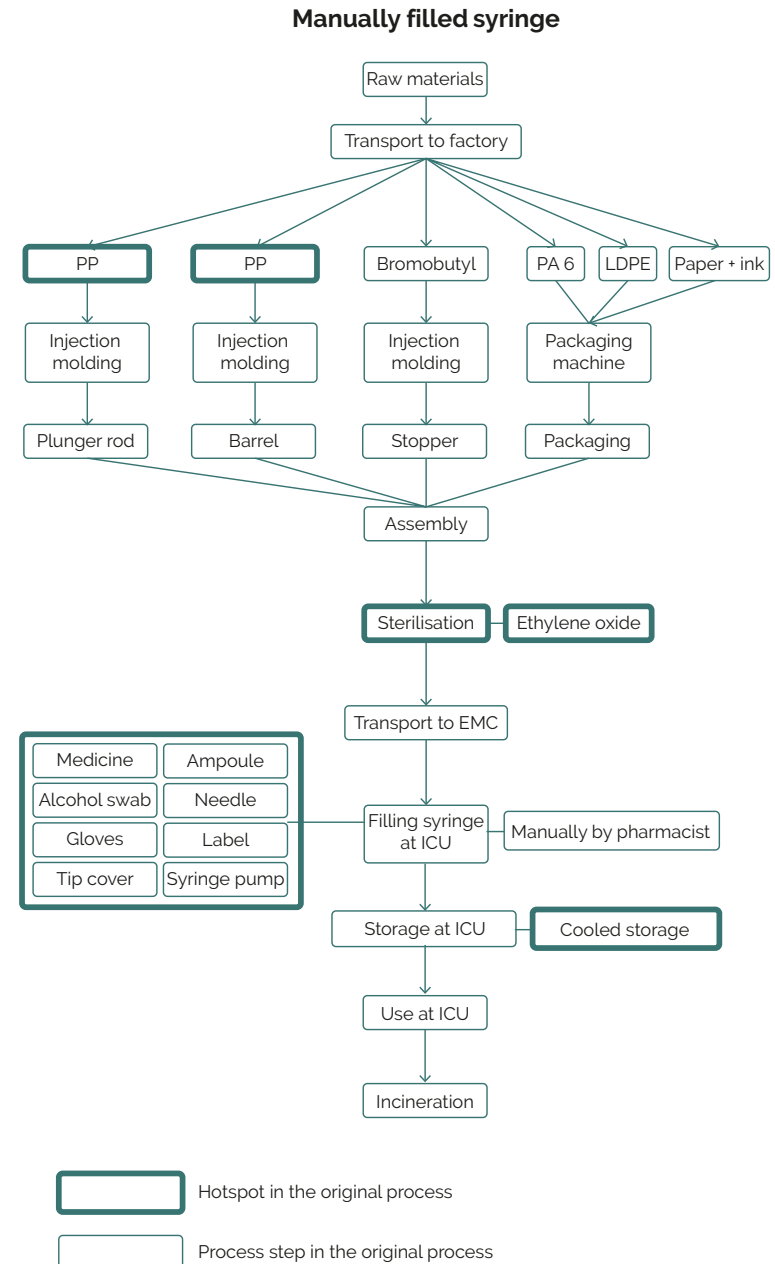 Manually filled syringe
Raw materials
Transport to factory
PP
PP
Bromobutyl
PA 6
LDPE
Paper + ink
Injection
molding
Injection
molding
Injection
molding
Packaging
machine
Plunger rod
Barrel
Stopper
Packaging
Assembly
Sterilisation
Ethylene oxide
Transport to EMC
Medicine
Ampoule
Alcohol swab
Needle
Gloves
Label
Tip cover
Syringe pump
Filling syringe
at ICU
Manually by pharmacist
Storage at ICU
Cooled storage
Use at ICU
Incineration
Hotspot in the original process
Process step in the original process